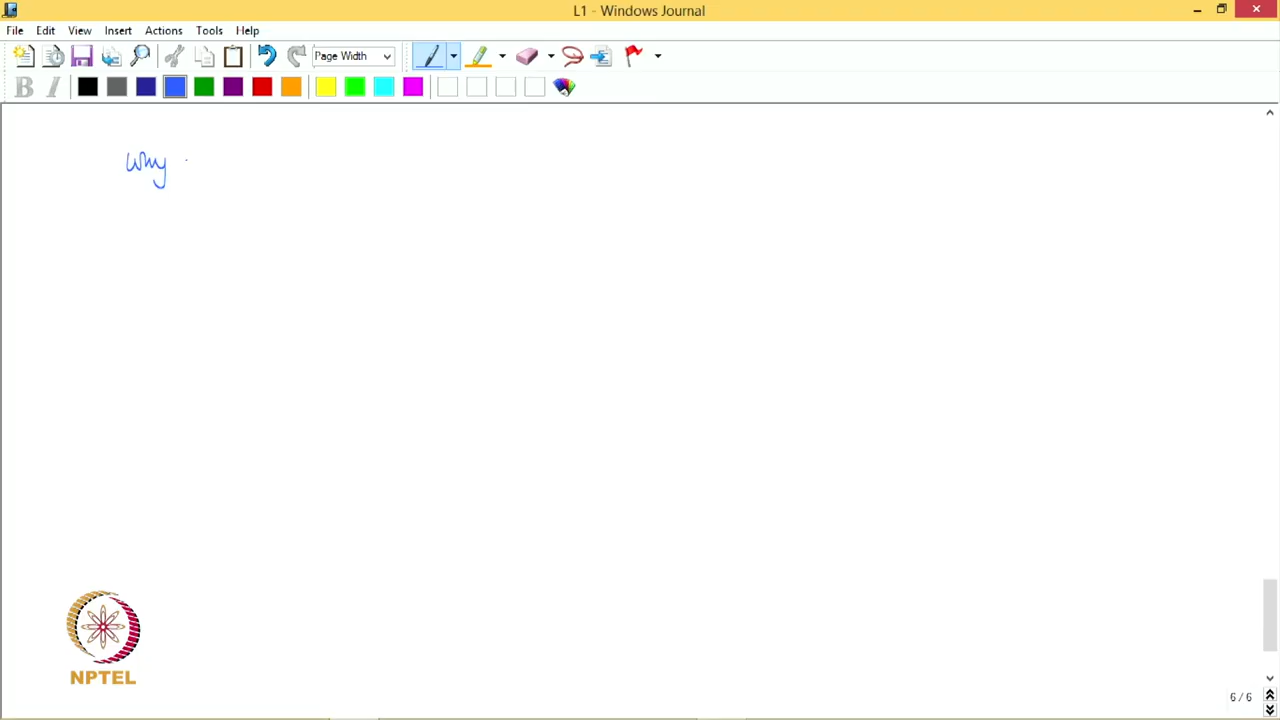 L1 - Windows Journal
File Edit View Insert Actions Tools Help
Page Width
B I
why
NPTEL
6 / 6